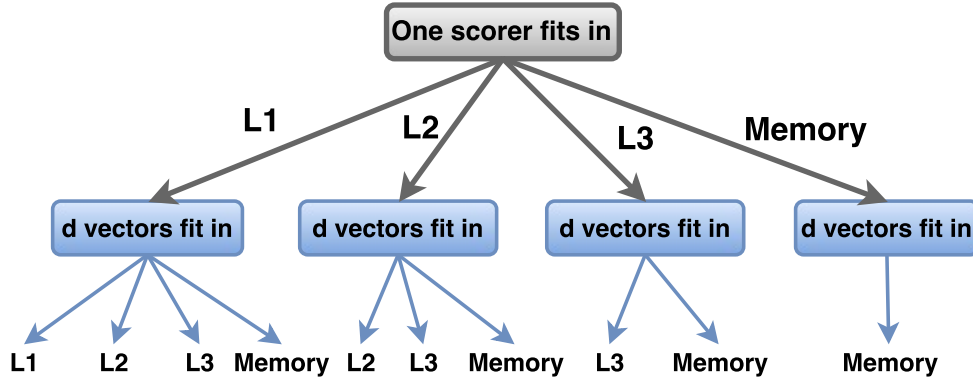 One scorer fits in
L1
L2
L3
Memory
d vectors fit in
d vectors fit in
d vectors fit in
d vectors fit in
L1
L2
L3
Memory
L2
L3
Memory
L3
Memory
Memory